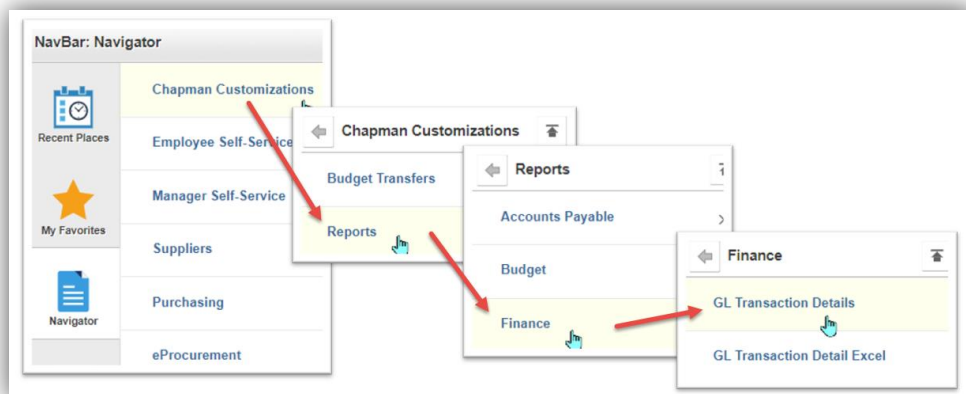 NavBar: Navigator
Recent Places
My Favorites
Navigator
Chapman Customizations
Employee Self-Service
Manager Self-Service
Suppliers
Purchasing
eProcurement
Chapman Customizations
Budget Transfers
Reports
Reports
Accounts Payable
Budget
Finance
Finance
GL Transaction Details
GL Transaction Detail Excel